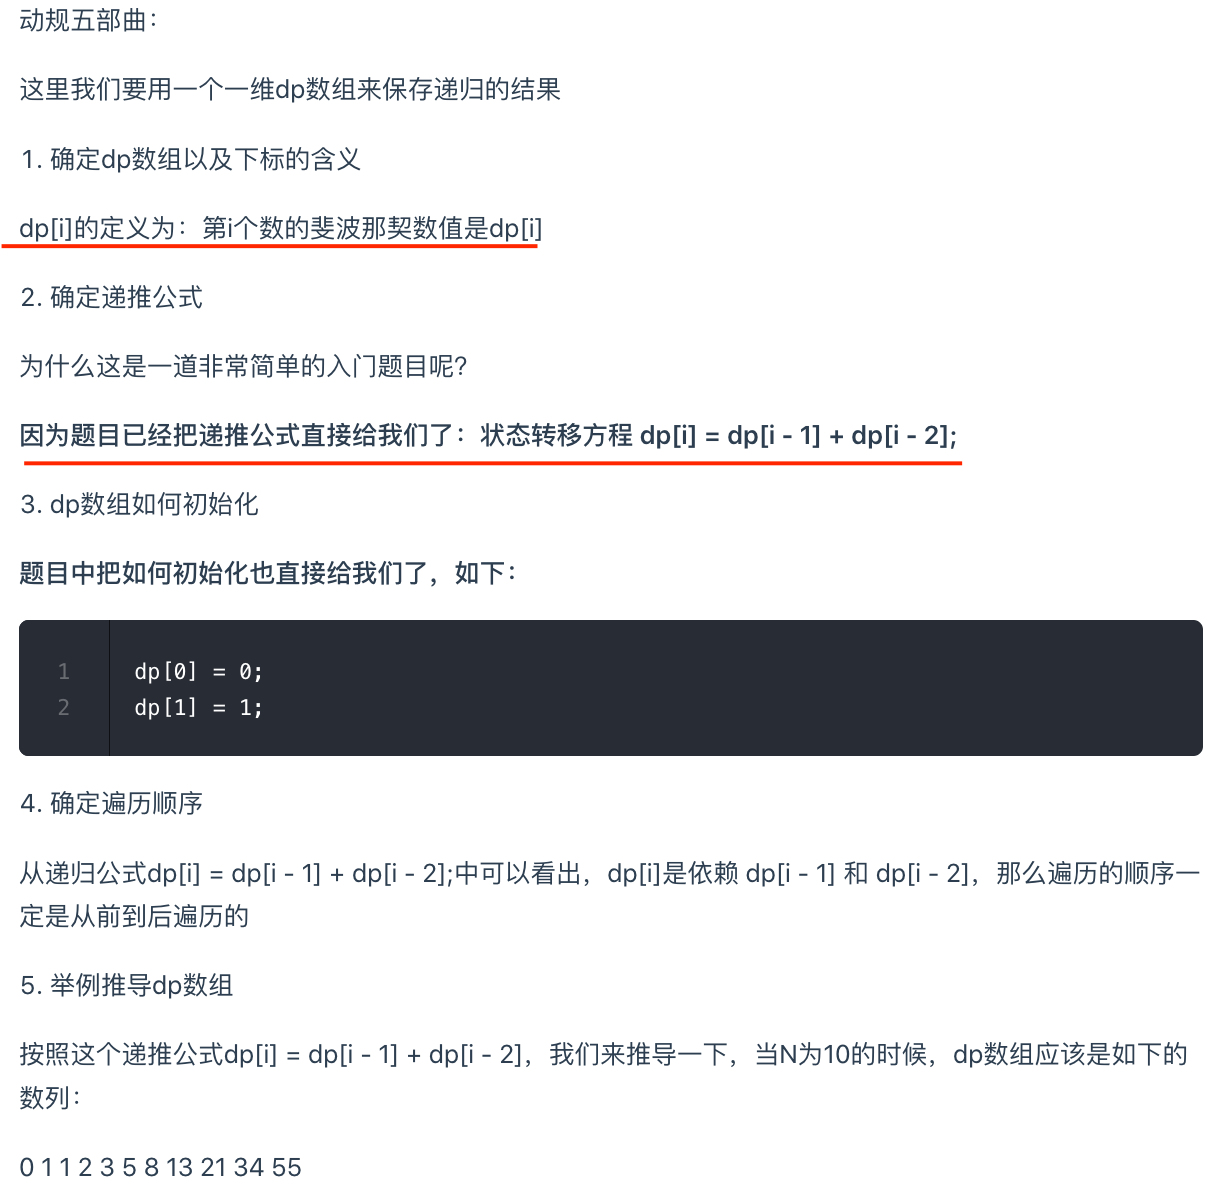 动规五部曲：
这里我们要用一个一维dp数组来保存递归的结果
1. 确定dp数组以及下标的含义
dp[i]的定义为：第i个数的斐波那契数值是dp[i]
2. 确定递推公式
为什么这是一道非常简单的入门题目呢?
因为题目已经把递推公式直接给我们了：状态转移方程 dp[i] = dp[i - 1] + dp[i - 2];
3. dp数组如何初始化
题目中把如何初始化也直接给我们了，如下：
1 dp[0] = 0;
2 dp[1] = 1;
4. 确定遍历顺序
从递归公式dp[i] = dp[i - 1] + dp[i - 2];中可以看出，dp[i]是依赖 dp[i - 1] 和 dp[i - 2]，那么遍历的顺序一
定是从前到后遍历的
5. 举例推导dp数组
按照这个递推公式dp[i] = dp[i - 1] + dp[i - 2]，我们来推导一下，当N为10的时候，dp数组应该是如下的
数列：
0 1 1 2 3 5 8 13 21 34 55